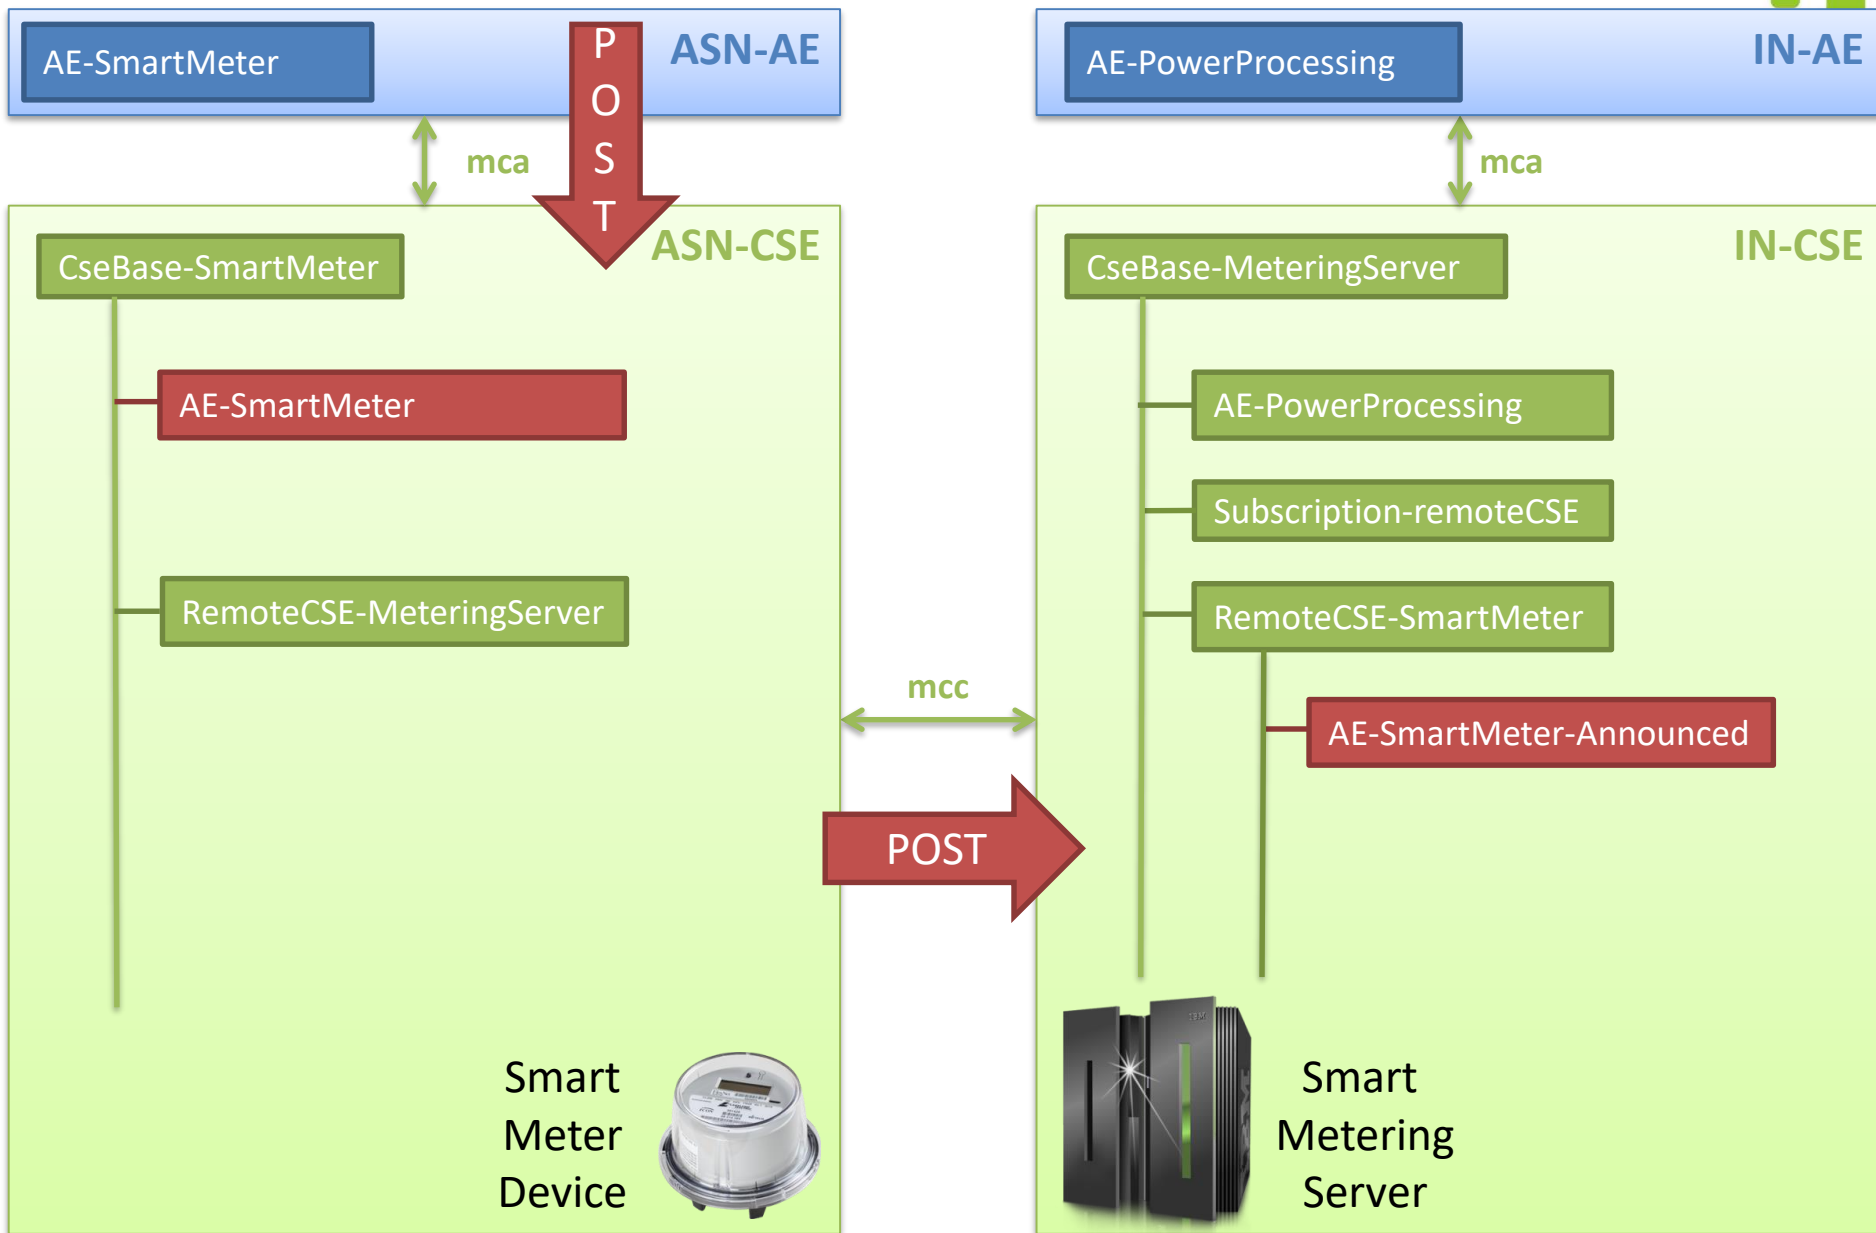 AE-SmartMeter
ASN-AE
P
O
S
T
mca
ASN-CSE
CseBase-SmartMeter
AE-SmartMeter
RemoteCSE-MeteringServer
Smart
Meter
Device
mcc
POST
AE-PowerProcessing
IN-AE
mca
IN-CSE
CseBase-MeteringServer
AE-PowerProcessing
Subscription-remoteCSE
RemoteCSE-SmartMeter
AE-SmartMeter-Announced
IBM
Smart
Metering
Server